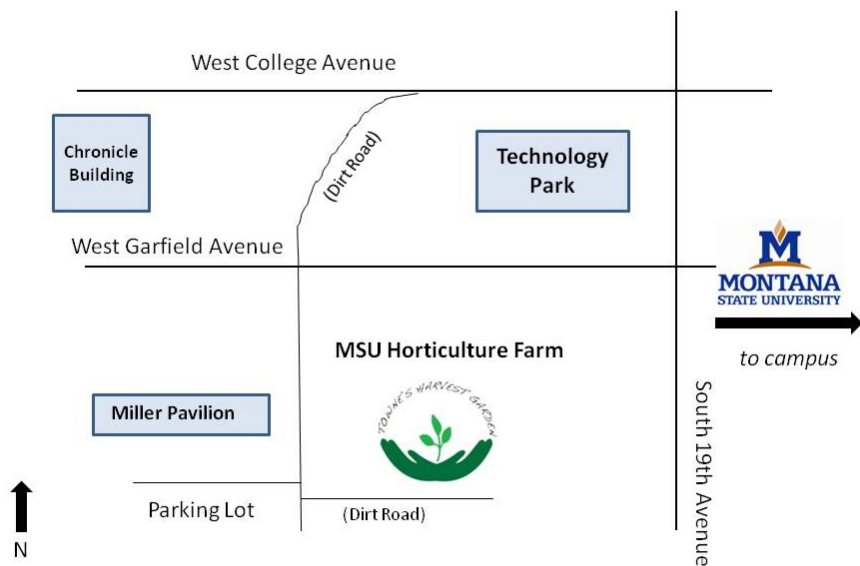 West College Avenue
Chronicle
Building
(Dirt Road)
Technology
Park
West Garfield Avenue
M
MONTANA
STATE UNIVERSITY
to campus
MSU Horticulture Farm
TOWNE'S HARVEST GARDEN
Miller Pavilion
South 19th Avenue
Parking Lot
(Dirt Road)
N